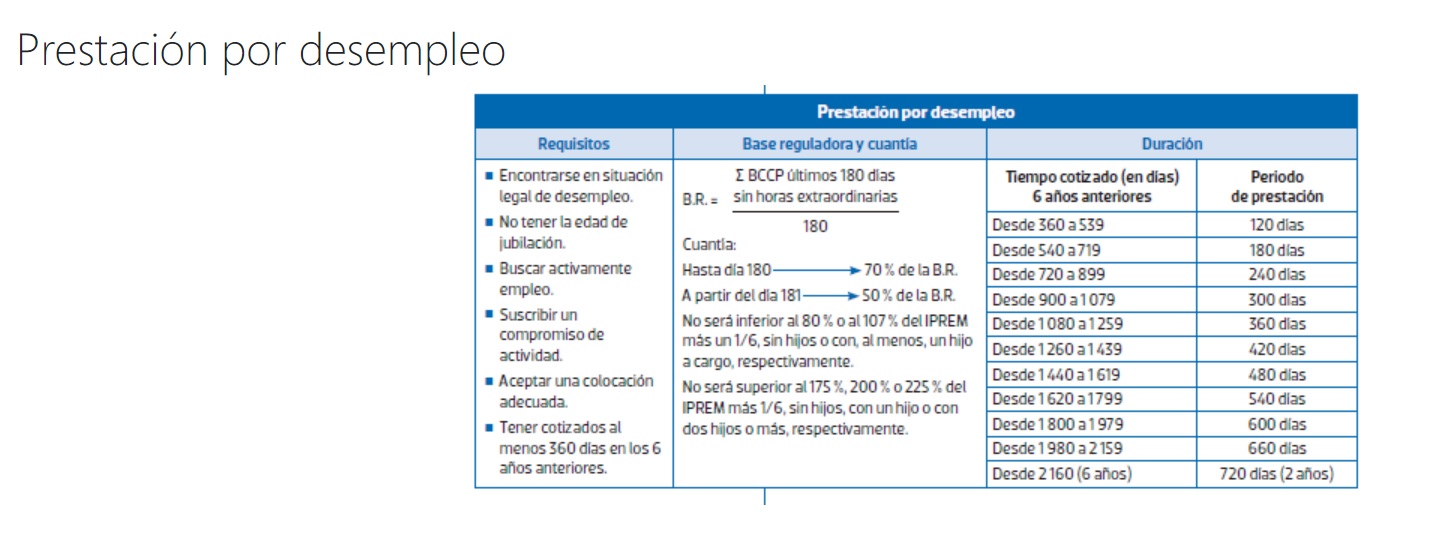 Prestación por desempleo
Prestación por desempleo
Requisitos
Base reguladora y cuantía
Duración
■ Encontrarse en situación
legal de desempleo.
■ No tener la edad de
jubilación.
■ Buscar activamente
empleo.
■ Suscribir un
compromiso de
actividad.
■ Aceptar una colocación
adecuada.
■ Tener cotizados al
menos 360 días en los 6
años anteriores.
Σ BCCP últimos 180 días
B.R. = sin horas extraordinarias
180
Cuantía:
Hasta día 180 → 70 % de la B.R.
A partir del día 181 → 50 % de la B.R.
No será inferior al 80 % o al 107 % del IPREM
más un 1/6, sin hijos o con, al menos, un hijo
a cargo, respectivamente.
No será superior al 175 %, 200 % o 225 % del
IPREM más 1/6, sin hijos, con un hijo o con
dos hijos o más, respectivamente.
Tiempo cotizado (en días)
6 años anteriores
Periodo
de prestación
Desde 360 a 539 120 días
Desde 540 a 719 180 días
Desde 720 a 899 240 días
Desde 900 a 1 079 300 días
Desde 1 080 a 1 259 360 días
Desde 1 260 a 1 439 420 días
Desde 1 440 a 1 619 480 días
Desde 1 620 a 1 799 540 días
Desde 1 800 a 1 979 600 días
Desde 1 980 a 2 159 660 días
Desde 2 160 (6 años) 720 días (2 años)